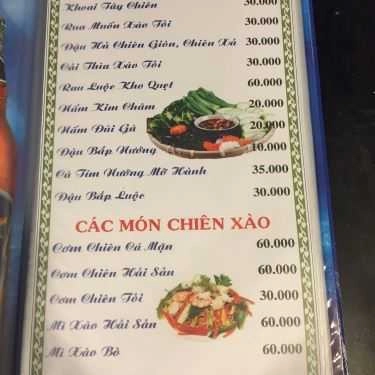 Khoai Tây Chiên 30.000
Rau Muốn Xào Tỏi 30.000
Đậu Hủ Chiên Giòn, Chiên Xả 30.000
Cải Thìa Xào Tỏi 30.000
Rau Luộc Kho Quẹt 60.000
Nấm Kim Châm 20.000
Nấm Đùi Gà 20.000
Đậu Bắp Nướng 10.000
Cà Tím Nướng Mỡ Hành 35.000
Đậu Bắp Luộc 30.000
CÁC MÓN CHIÊN XÀO
Cơm Chiên Cá Mặn 60.000
Cơm Chiên Hải Sản 60.000
Cơm Chiên Tỏi 30.000
Mì Xào Hải Sản 60.000
Mì Xào Bò 60.000